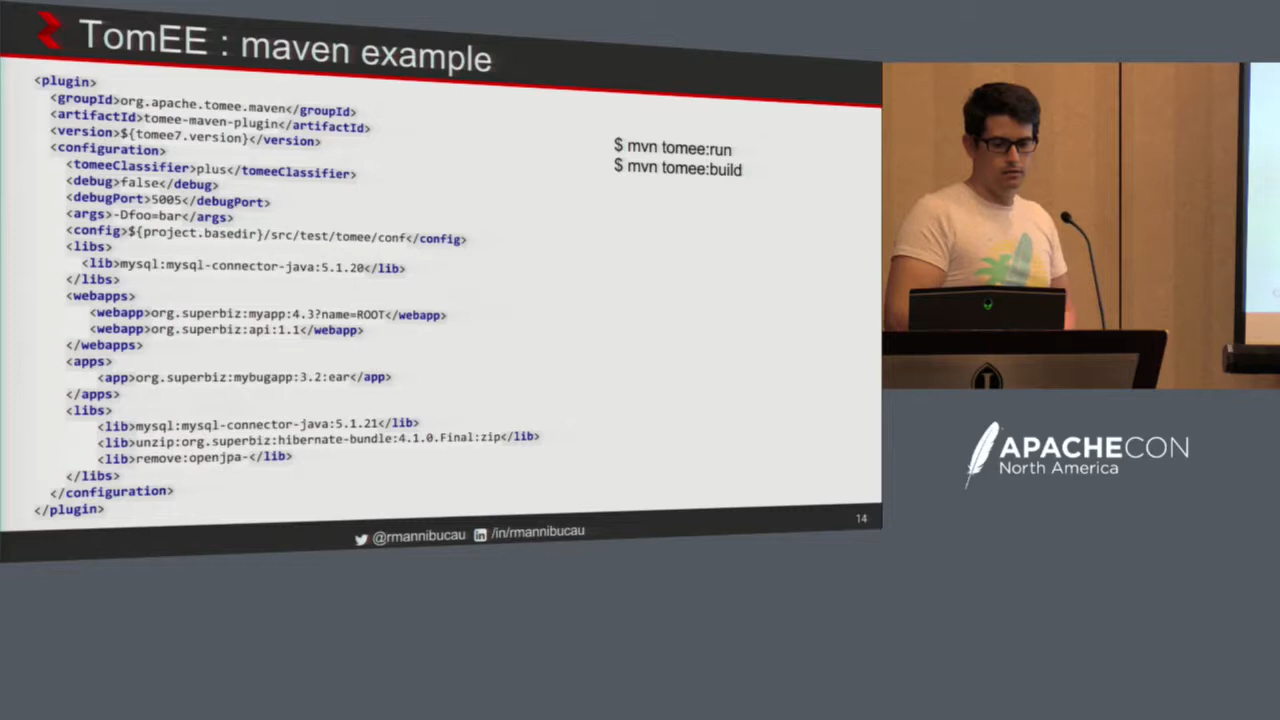 TomEE : maven example
<plugin>
<groupId>org.apache.tomee.maven</groupId>
<artifactId>tomee-maven-plugin</artifactId>
<version>${tomee7.version}</version>
<configuration>
<tomeeClassifier>plus</tomeeClassifier>
<debug>false</debug>
<debugPort>5005</debugPort>
<args>-Dfoo=bar</args>
<config>${project.basedir}/src/test/tomee/conf</config>
<libs>
<lib>mysql:mysql-connector-java:5.1.20</lib>
</libs>
<webapps>
<webapp>org.superbiz:myapp:4.3?name=ROOT</webapp>
<webapp>org.superbiz:api:1.1</webapp>
</webapps>
<apps>
<app>org.superbiz:mybugapp:3.2:ear</app>
</apps>
<libs>
<lib>mysql:mysql-connector-java:5.1.21</lib>
<lib>unzip:org.superbiz:hibernate-bundle:4.1.0.Final:zip</lib>
<lib>remove:openjpa-</lib>
</libs>
</configuration>
</plugin>
$ mvn tomee:run
$ mvn tomee:build
@rmannibucau in /in/rmannibucau
14
APACHECON
North America